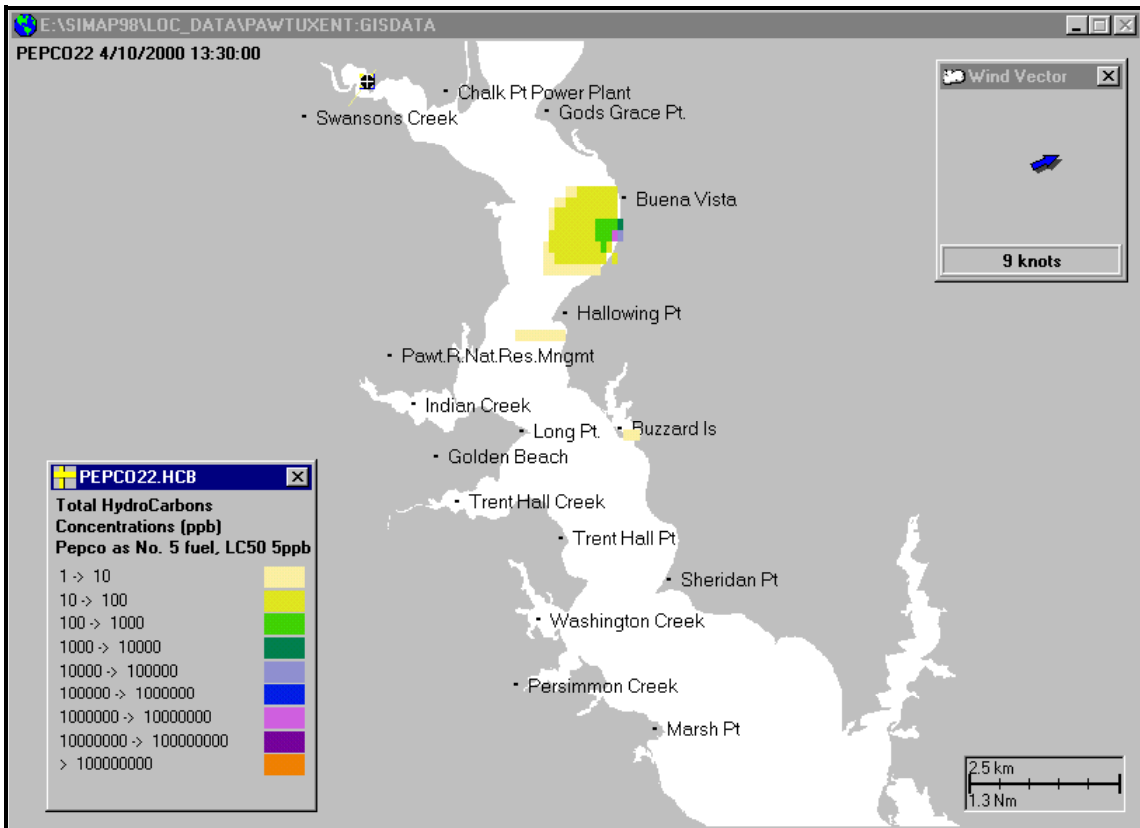 E:\SIMAP98\LOC_DATA\PAWTUXENT:GISDATA
PEPCO22 4/10/2000 13:30:00
Wind Vector
9 knots
Chalk Pt Power Plant
Gods Grace Pt.
Swansons Creek
Buena Vista
Hallowing Pt
Pawt.R.Nat.Res.Mngmt
Indian Creek
Long Pt.
Buzzard Is
Golden Beach
Trent Hall Creek
Trent Hall Pt
Sheridan Pt
Washington Creek
Persimmon Creek
Marsh Pt
PEPCO22.HCB
Total HydroCarbons
Concentrations (ppb)
Pepco as No. 5 fuel, LC50 5ppb
1 -> 10
10 -> 100
100 -> 1000
1000 -> 10000
10000 -> 100000
100000 -> 1000000
1000000 -> 10000000
10000000 -> 100000000
> 100000000
2.5 km
1.3 Nm